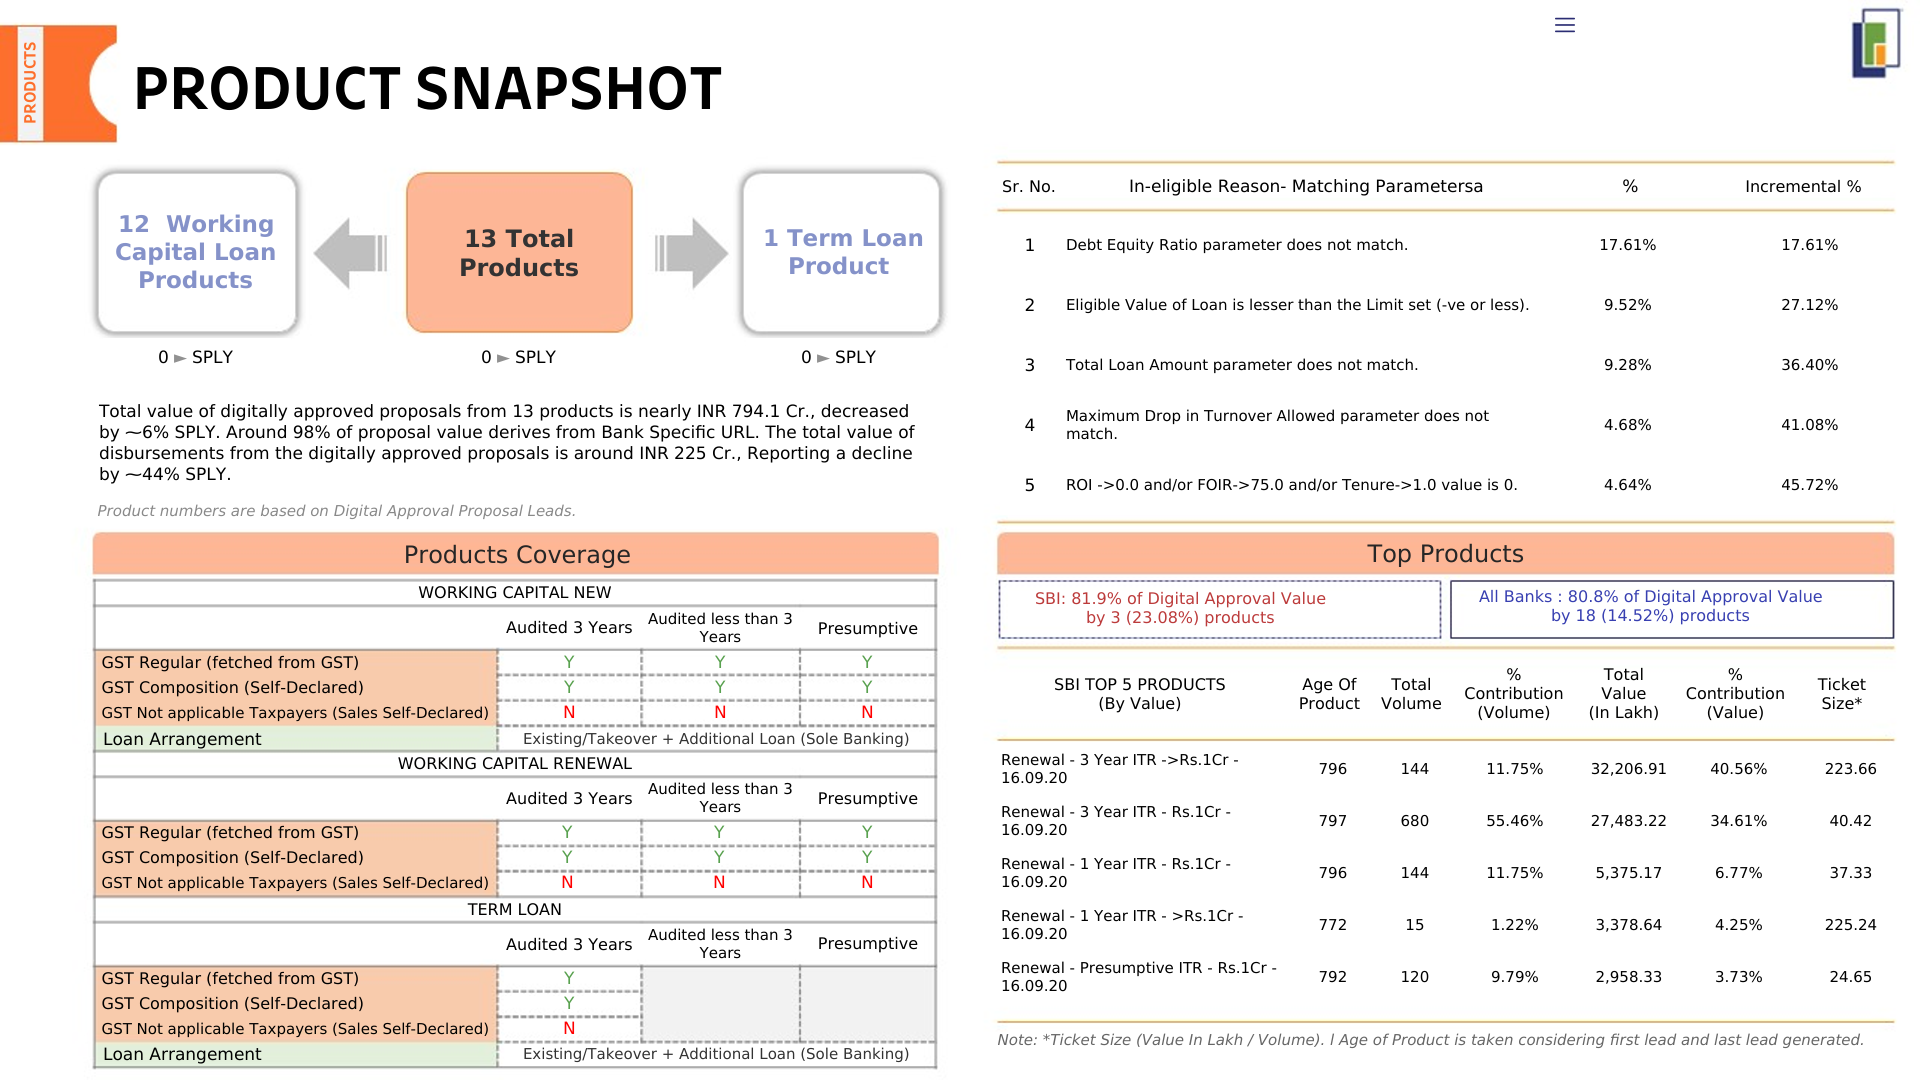 PRODUCTS
PRODUCT SNAPSHOT
12 Working
Capital Loan
Products
13 Total
Products
1 Term Loan
Product
0 ► SPLY
0 ► SPLY
0 ► SPLY
Total value of digitally approved proposals from 13 products is nearly INR 794.1 Cr., decreased
by ~6% SPLY. Around 98% of proposal value derives from Bank Specific URL. The total value of
disbursements from the digitally approved proposals is around INR 225 Cr., Reporting a decline
by ~44% SPLY.
Product numbers are based on Digital Approval Proposal Leads.
Products Coverage
WORKING CAPITAL NEW
Audited 3 Years Audited less than 3 Years Presumptive
GST Regular (fetched from GST) Y Y Y
GST Composition (Self-Declared) Y Y Y
GST Not applicable Taxpayers (Sales Self-Declared) N N N
Loan Arrangement Existing/Takeover + Additional Loan (Sole Banking)
WORKING CAPITAL RENEWAL
Audited 3 Years Audited less than 3 Years Presumptive
GST Regular (fetched from GST) Y Y Y
GST Composition (Self-Declared) Y Y Y
GST Not applicable Taxpayers (Sales Self-Declared) N N N
TERM LOAN
Audited 3 Years Audited less than 3 Years Presumptive
GST Regular (fetched from GST) Y
GST Composition (Self-Declared) Y
GST Not applicable Taxpayers (Sales Self-Declared) N
Loan Arrangement Existing/Takeover + Additional Loan (Sole Banking)
Sr. No. In-eligible Reason- Matching Parametersa % Incremental %
1 Debt Equity Ratio parameter does not match. 17.61% 17.61%
2 Eligible Value of Loan is lesser than the Limit set (-ve or less). 9.52% 27.12%
3 Total Loan Amount parameter does not match. 9.28% 36.40%
4 Maximum Drop in Turnover Allowed parameter does not
match. 4.68% 41.08%
5 ROI ->0.0 and/or FOIR->75.0 and/or Tenure->1.0 value is 0. 4.64% 45.72%
Top Products
SBI: 81.9% of Digital Approval Value
by 3 (23.08%) products
All Banks : 80.8% of Digital Approval Value
by 18 (14.52%) products
SBI TOP 5 PRODUCTS (By Value) Age Of Product Total Volume % Contribution (Volume) Total Value (In Lakh) % Contribution (Value) Ticket Size*
Renewal - 3 Year ITR ->Rs.1Cr -
16.09.20 796 144 11.75% 32,206.91 40.56% 223.66
Renewal - 3 Year ITR - Rs.1Cr -
16.09.20 797 680 55.46% 27,483.22 34.61% 40.42
Renewal - 1 Year ITR - Rs.1Cr -
16.09.20 796 144 11.75% 5,375.17 6.77% 37.33
Renewal - 1 Year ITR - >Rs.1Cr -
16.09.20 772 15 1.22% 3,378.64 4.25% 225.24
Renewal - Presumptive ITR - Rs.1Cr -
16.09.20 792 120 9.79% 2,958.33 3.73% 24.65
Note: *Ticket Size (Value In Lakh / Volume). l Age of Product is taken considering first lead and last lead generated.